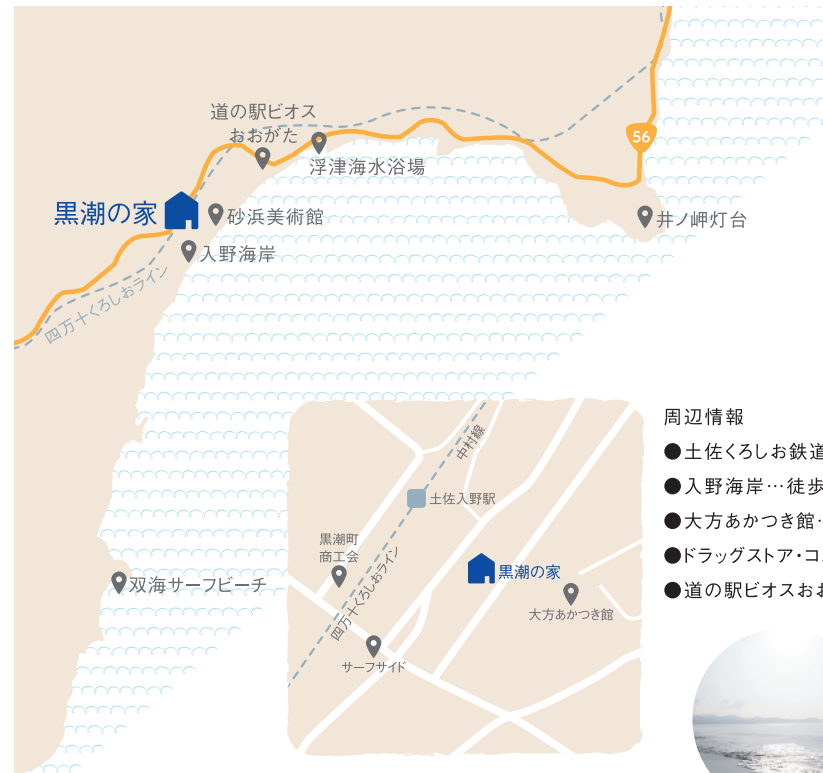 道の駅ビオス
おおがた
56
浮津海水浴場
黒潮の家
砂浜美術館
井ノ岬灯台
入野海岸
四万十くろしおライン
双海サーフビーチ
中村線
土佐入野駅
黒潮町
商工会
四万十くろしおライン
黒潮の家
大方あかつき館
サーフサイド
周辺情報
●土佐くろしお鉄道
●入野海岸…徒歩
●大方あかつき館
●ドラッグストア・コ
●道の駅ビオスおお